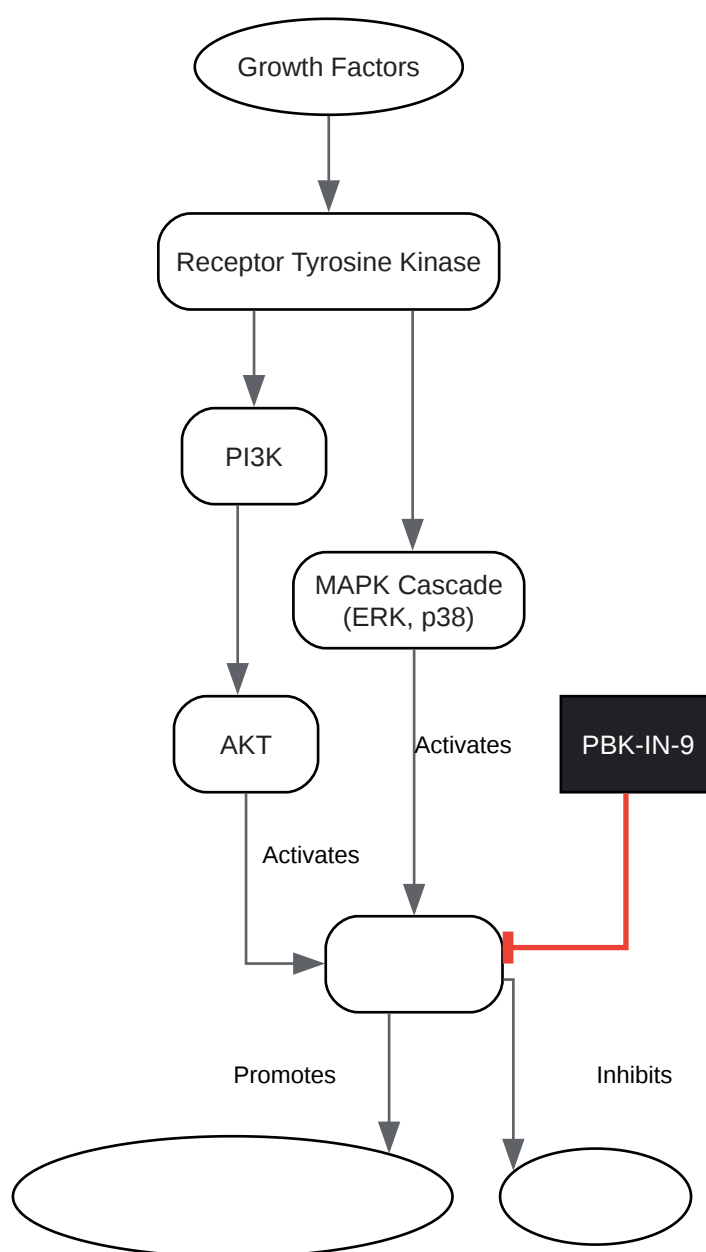 Growth Factors
Receptor Tyrosine Kinase
PI3K
MAPK Cascade
(ERK, p38)
AKT
Activates
PBK-IN-9
Activates
Promotes
Inhibits